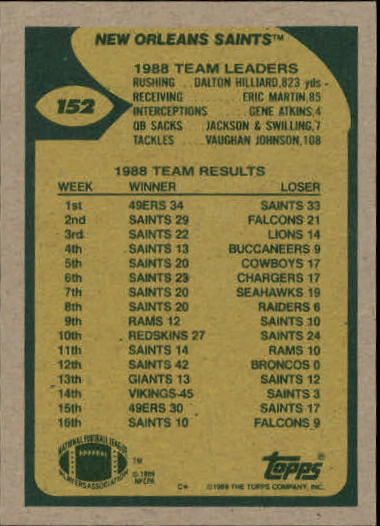 NEW ORLEANS SAINTS™
1988 TEAM LEADERS
152
RUSHING . . DALTON HILLIARD,823 yds-
RECEIVING . . . . ERIC MARTIN,85
INTERCEPTIONS . . GENE ATKINS,4
QB SACKS . . JACKSON & SWILLING,7
TACKLES . . . VAUGHAN JOHNSON,108
1988 TEAM RESULTS
WEEK WINNER LOSER
1st 49ERS 34 SAINTS 33
2nd SAINTS 29 FALCONS 21
3rd SAINTS 22 LIONS 14
4th SAINTS 13 BUCCANEERS 9
5th SAINTS 20 COWBOYS 17
6th SAINTS 23 CHARGERS 17
7th SAINTS 20 SEAHAWKS 19
8th SAINTS 20 RAIDERS 6
9th RAMS 12 SAINTS 10
10th REDSKINS 27 SAINTS 24
11th SAINTS 14 RAMS 10
12th SAINTS 42 BRONCOS 0
13th GIANTS 13 SAINTS 12
14th VIKINGS-45 SAINTS 3
15th 49ERS 30 SAINTS 17
16th SAINTS 10 FALCONS 9
NATIONAL FOOTBALL LEAGUE
PLAYERS ASSOCIATION
™
© 1989
NFLPA
C*
Topps®
©1989 THE TOPPS COMPANY, INC.